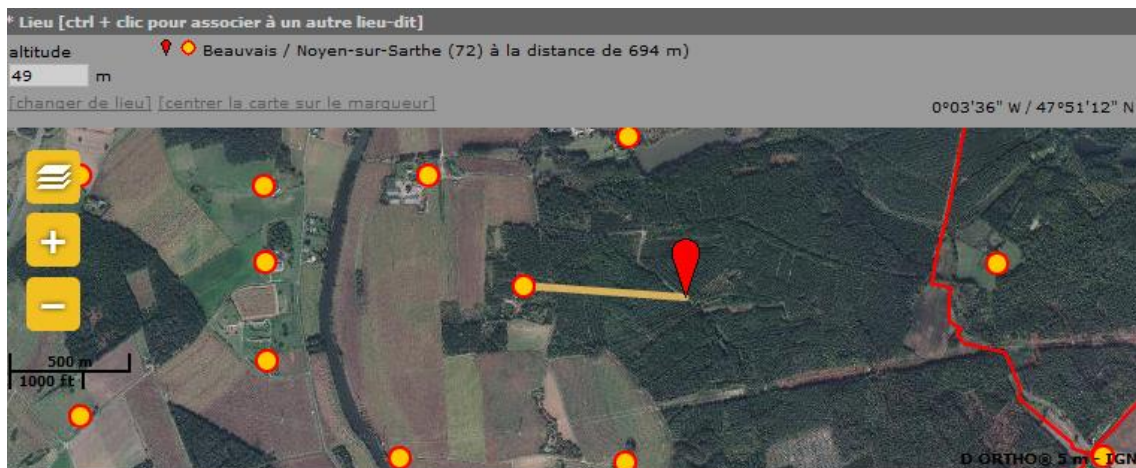 * Lieu [ctrl + clic pour associer à un autre lieu-dit]
altitude
Beauvais / Noyen-sur-Sarthe (72) à la distance de 694 m)
49 m
[changer de lieu] [centrer la carte sur le marqueur]
0°03'36" W / 47°51'12" N
+
−
500 m
1000 ft
D ORTHO® 5 m - IGN